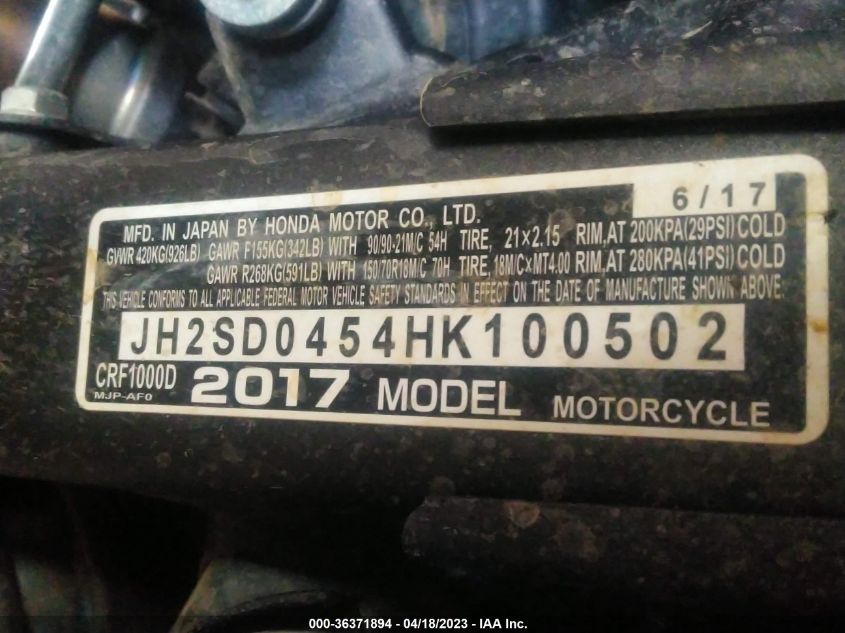 6/17
MFD. IN JAPAN BY HONDA MOTOR CO., LTD.
GVWR 420KG(926LB) GAWR F155KG(342LB) WITH 90/90-21M/C 54H TIRE, 21×2.15 RIM,AT 200KPA(29PSI)COLD
GAWR R268KG(591LB) WITH 150/70R18M/C 70H TIRE, 18M/C×MT4.00 RIM,AT 280KPA(41PSI)COLD
THIS VEHICLE CONFORMS TO ALL APPLICABLE FEDERAL MOTOR VEHICLE SAFETY STANDARDS IN EFFECT ON THE DATE OF MANUFACTURE SHOWN ABOVE.
JH2SD0454HK100502
CRF1000D 2017 MODEL MOTORCYCLE
MJP-AF0
000-36371894 - 04/18/2023 - IAA Inc.